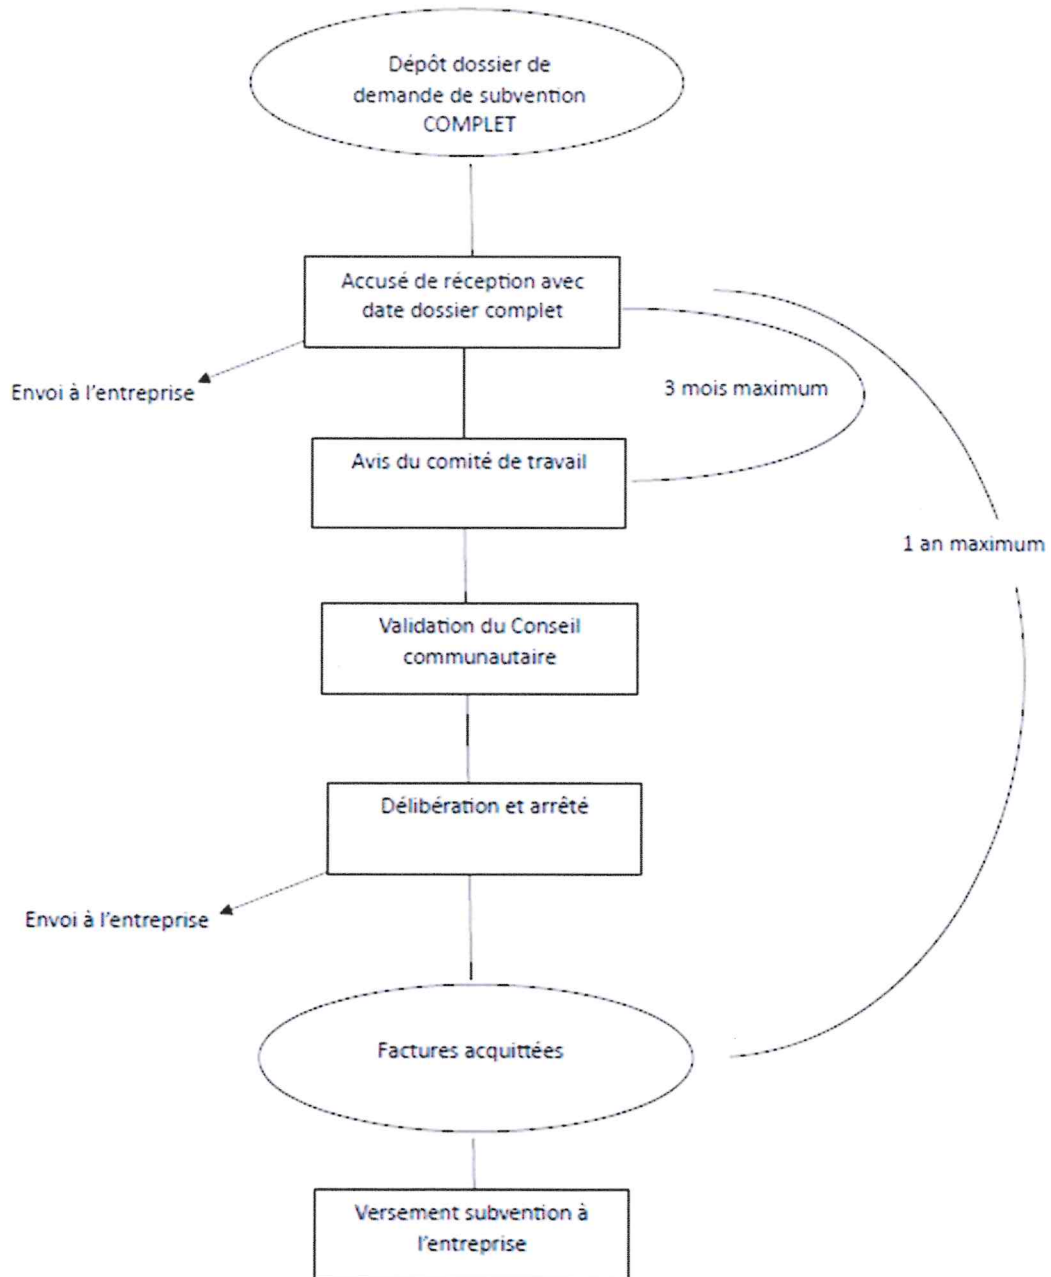 Dépôt dossier de
demande de subvention
COMPLET
Accusé de réception avec
date dossier complet
Envoi à l'entreprise
3 mois maximum
Avis du comité de travail
1 an maximum
Validation du Conseil
communautaire
Délibération et arrêté
Envoi à l'entreprise
Factures acquittées
Versement subvention à
l'entreprise